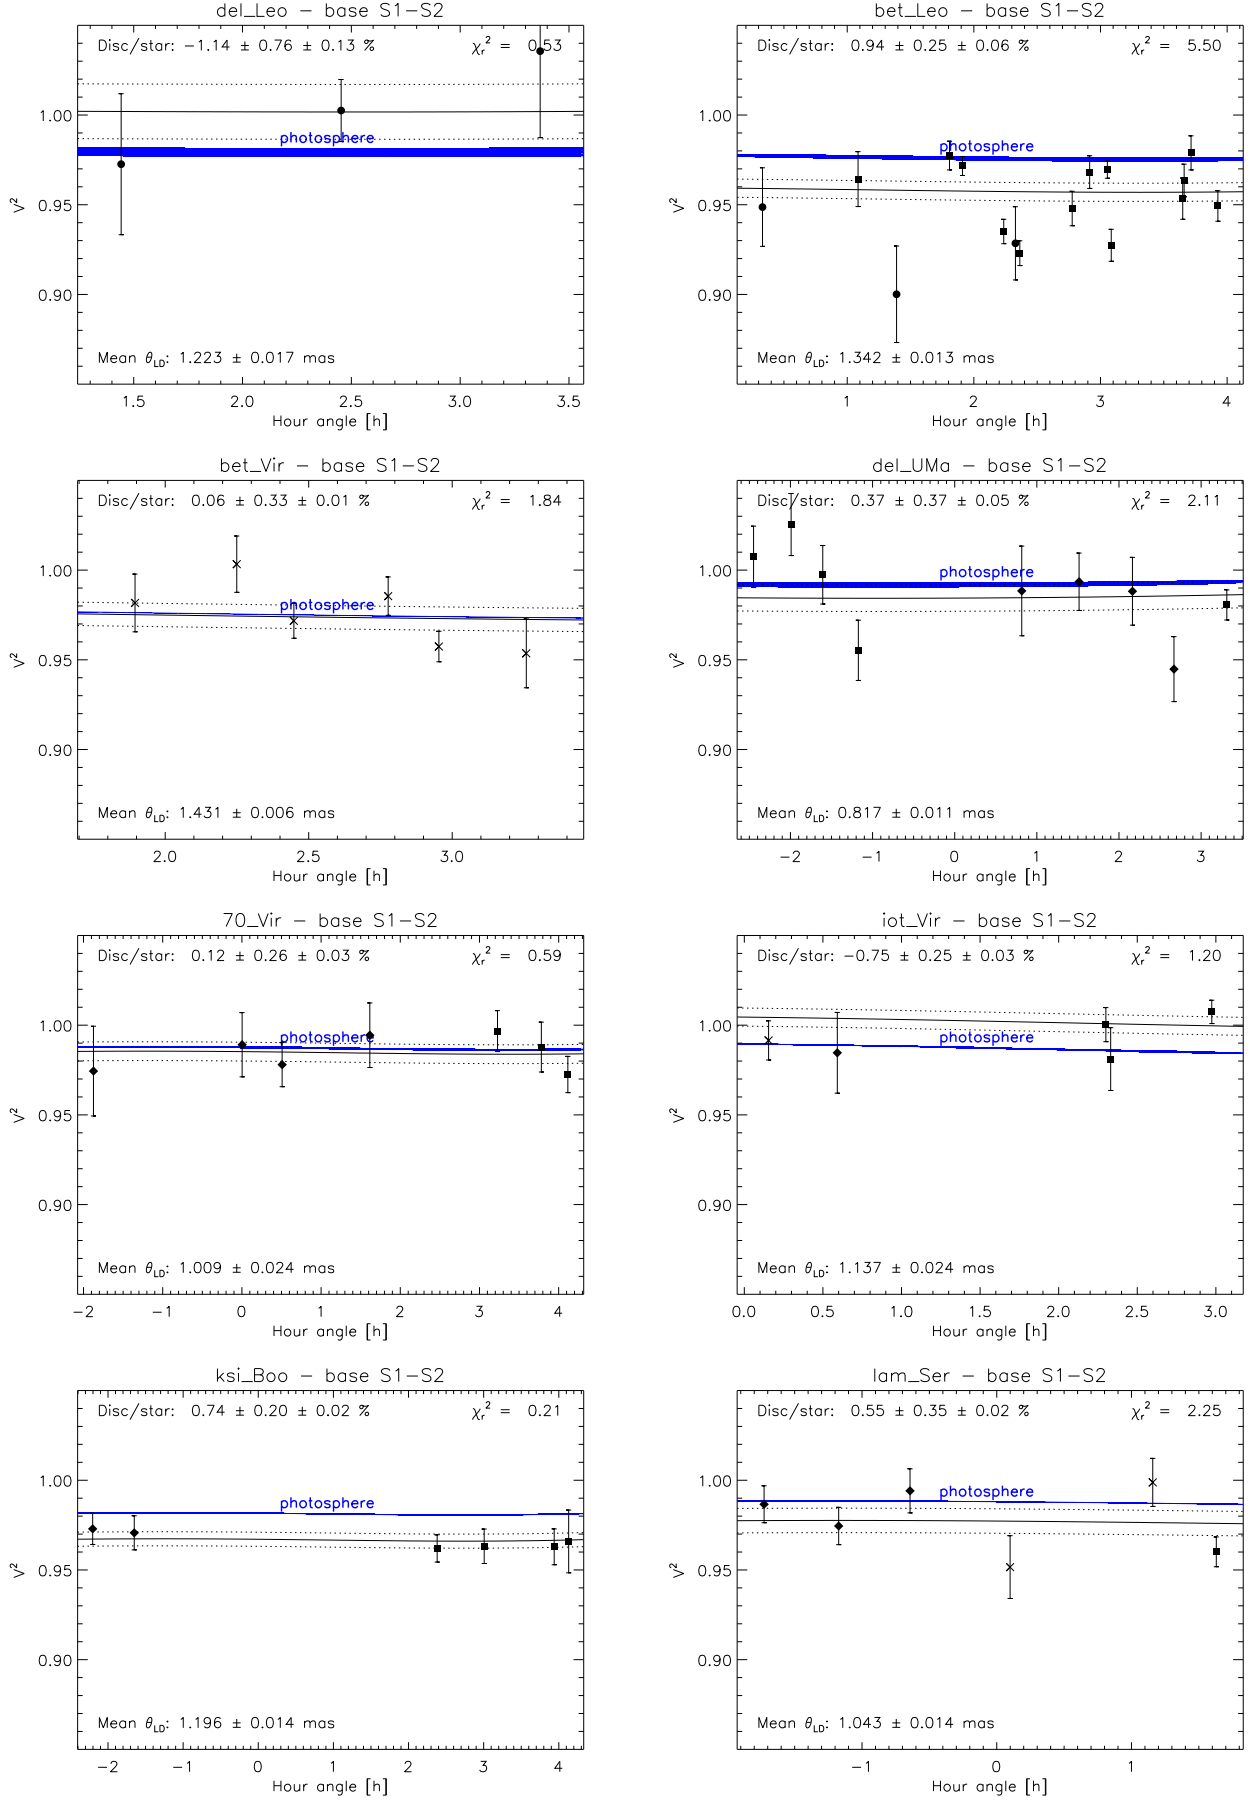 del_Leo − base S1−S2
Disc/star: −1.14 ± 0.76 ± 0.13 % χr² = 0.53
photosphere
Mean θLD: 1.223 ± 0.017 mas
1.00
0.95
0.90
V²
1.5 2.0 2.5 3.0 3.5
Hour angle [h]
bet_Leo − base S1−S2
Disc/star: 0.94 ± 0.25 ± 0.06 % χr² = 5.50
photosphere
Mean θLD: 1.342 ± 0.013 mas
1.00
0.95
0.90
V²
1 2 3 4
Hour angle [h]
bet_Vir − base S1−S2
Disc/star: 0.06 ± 0.33 ± 0.01 % χr² = 1.84
photosphere
Mean θLD: 1.431 ± 0.006 mas
1.00
0.95
0.90
V²
2.0 2.5 3.0
Hour angle [h]
del_UMa − base S1−S2
Disc/star: 0.37 ± 0.37 ± 0.05 % χr² = 2.11
photosphere
Mean θLD: 0.817 ± 0.011 mas
1.00
0.95
0.90
V²
−2 −1 0 1 2 3
Hour angle [h]
70_Vir − base S1−S2
Disc/star: 0.12 ± 0.26 ± 0.03 % χr² = 0.59
photosphere
Mean θLD: 1.009 ± 0.024 mas
1.00
0.95
0.90
V²
−2 −1 0 1 2 3 4
Hour angle [h]
iot_Vir − base S1−S2
Disc/star: −0.75 ± 0.25 ± 0.03 % χr² = 1.20
photosphere
Mean θLD: 1.137 ± 0.024 mas
1.00
0.95
0.90
V²
0.0 0.5 1.0 1.5 2.0 2.5 3.0
Hour angle [h]
ksi_Boo − base S1−S2
Disc/star: 0.74 ± 0.20 ± 0.02 % χr² = 0.21
photosphere
Mean θLD: 1.196 ± 0.014 mas
1.00
0.95
0.90
V²
−2 −1 0 1 2 3 4
Hour angle [h]
lam_Ser − base S1−S2
Disc/star: 0.55 ± 0.35 ± 0.02 % χr² = 2.25
photosphere
Mean θLD: 1.043 ± 0.014 mas
1.00
0.95
0.90
V²
−1 0 1
Hour angle [h]